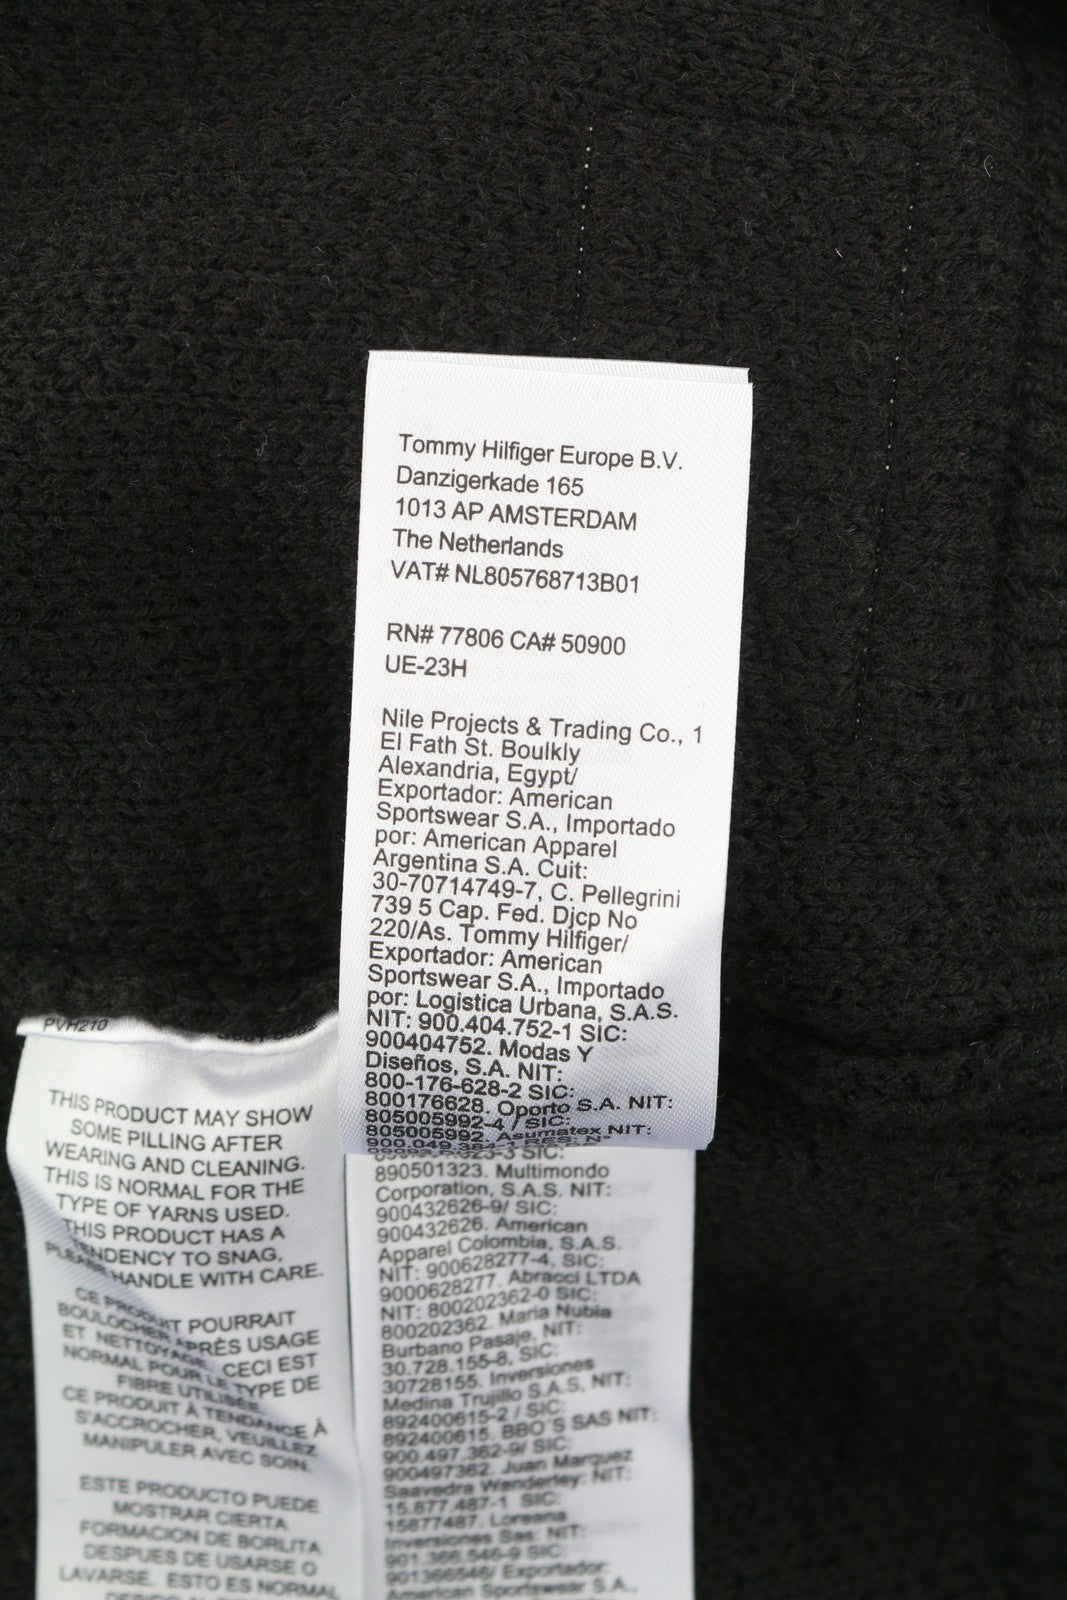 Tommy Hilfiger Europe B.V.
Danzigerkade 165
1013 AP AMSTERDAM
The Netherlands
VAT# NL805768713B01
RN# 77806 CA# 50900
UE-23H
Nile Projects & Trading Co., 1
El Fath St. Boulkly
Alexandria, Egypt/
Exportador: American
Sportswear S.A., Importado
por: American Apparel
Argentina S.A. Cuit:
30-70714749-7, C. Pellegrini
739 5 Cap. Fed. Djcp No
220/As. Tommy Hilfiger/
Exportador: American
Sportswear S.A., Importado
por: Logistica Urbana, S.A.S.
NIT: 900.404.752-1 SIC:
900404752. Modas Y
Diseños, S.A. NIT:
800-176-628-2 SIC:
800176628. Oporto S.A. NIT:
805005992-4 / SIC:
805005992. Asumatex NIT:
SIC:
890501323. Multimondo
Corporation, S.A.S. NIT:
900432626-9/ SIC:
900432626. American
Apparel Colombia, S.A.S.
NIT: 900628277-4, SIC:
9000628277. Abracci LTDA
NIT: 800202362-0 SIC:
800202362. Maria Nubia
Burbano Pasaje, NIT:
30.728.155-8, SIC:
30728155. Inversiones
Medina Trujillo S.A.S, NIT:
892400615-2 / SIC:
892400615. BBO´S SAS NIT:
900.497.362-9/ SIC:
900497362. Juan Marquez
Saavedra Wanderley: NIT:
15.877.487-1 SIC:
15877487. Loreana
Inversiones Sas: NIT:
901.366.546-9 SIC:
901366546/ Exportador:
American Sportswear S.A.,
PVH210
THIS PRODUCT MAY SHOW
SOME PILLING AFTER
WEARING AND CLEANING.
THIS IS NORMAL FOR THE
TYPE OF YARNS USED.
THIS PRODUCT HAS A
TENDENCY TO SNAG.
PLEASE HANDLE WITH CARE.
CE PRODUIT POURRAIT
BOULOCHER APRÈS USAGE
ET NETTOYAGE. CECI EST
NORMAL POUR LE TYPE DE
FIBRE UTILISÉE.
CE PRODUIT À TENDANCE À
S'ACCROCHER, VEUILLEZ
MANIPULER AVEC SOIN.
ESTE PRODUCTO PUEDE
MOSTRAR CIERTA
FORMACION DE BORLITA
DESPUES DE USARSE O
LAVARSE. ESTO ES NORMAL